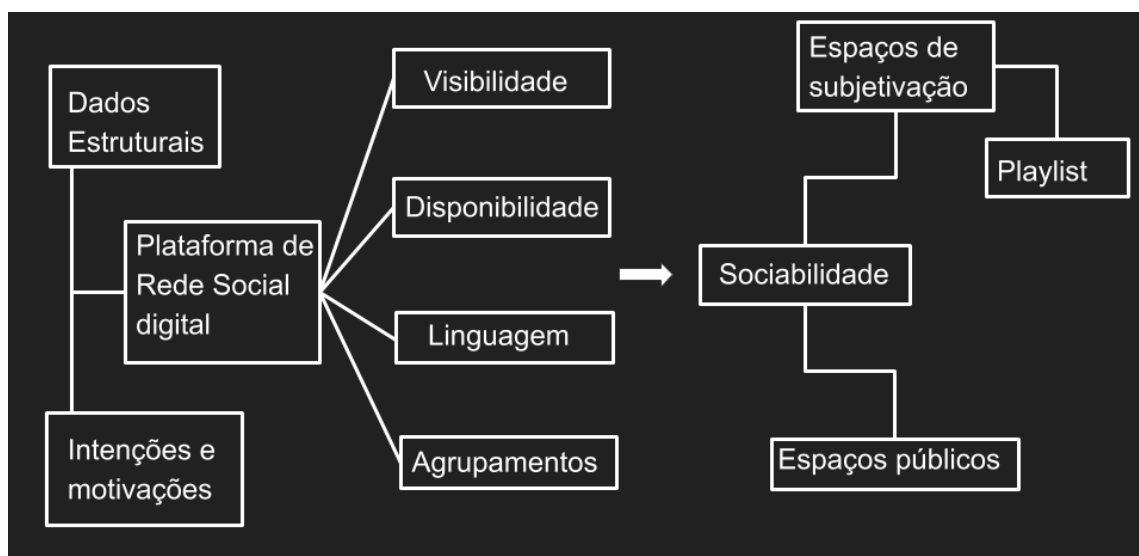 Dados
Estruturais
Plataforma de
Rede Social
digital
Intenções e
motivações
Visibilidade
Disponibilidade
Linguagem
Agrupamentos
Espaços de
subjetivação
Playlist
Sociabilidade
Espaços públicos